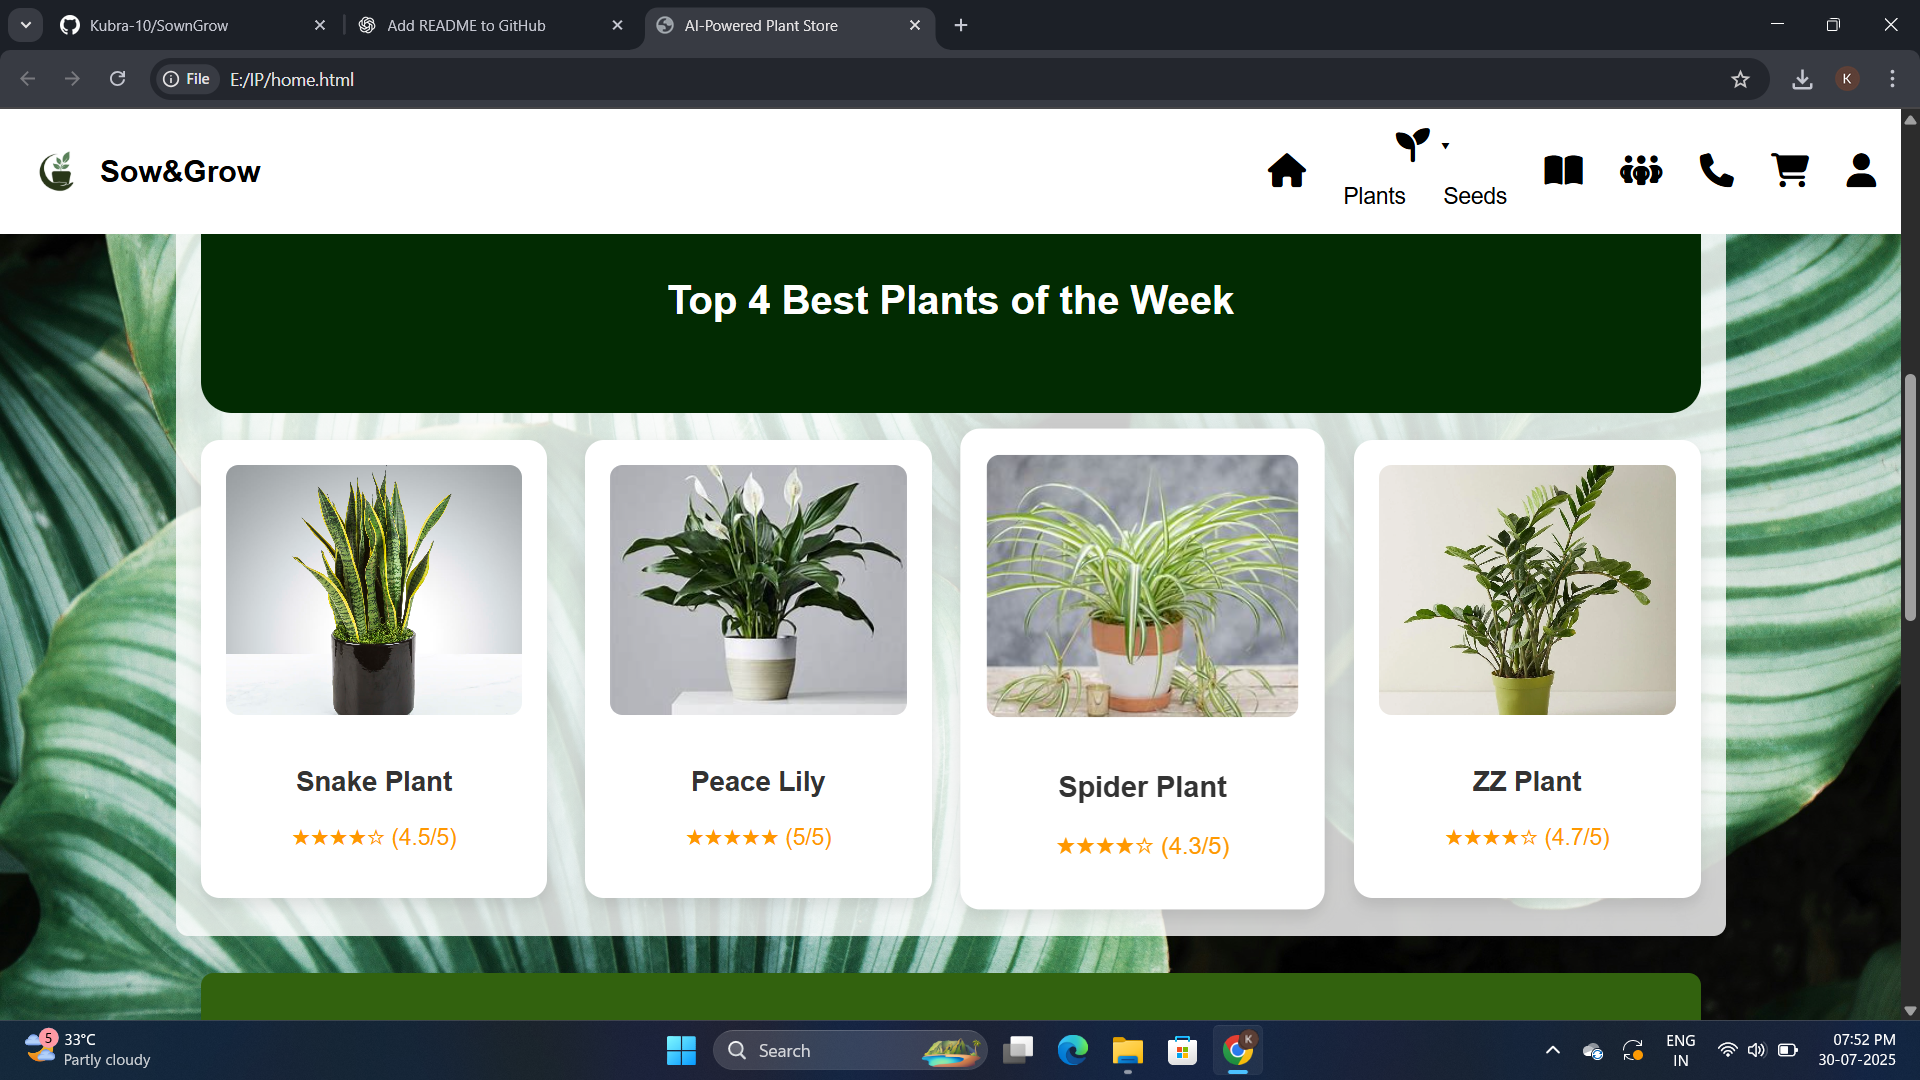 Kubra-10/SownGrow
Add README to GitHub
AI-Powered Plant Store
File
E:/IP/home.html
K
Sow&Grow
Plants
Seeds
Top 4 Best Plants of the Week
Snake Plant
★★★★☆ (4.5/5)
Peace Lily
★★★★★ (5/5)
Spider Plant
★★★★☆ (4.3/5)
ZZ Plant
★★★★☆ (4.7/5)
5
33°C
Partly cloudy
Search
K
ENG
IN
07:52 PM
30-07-2025